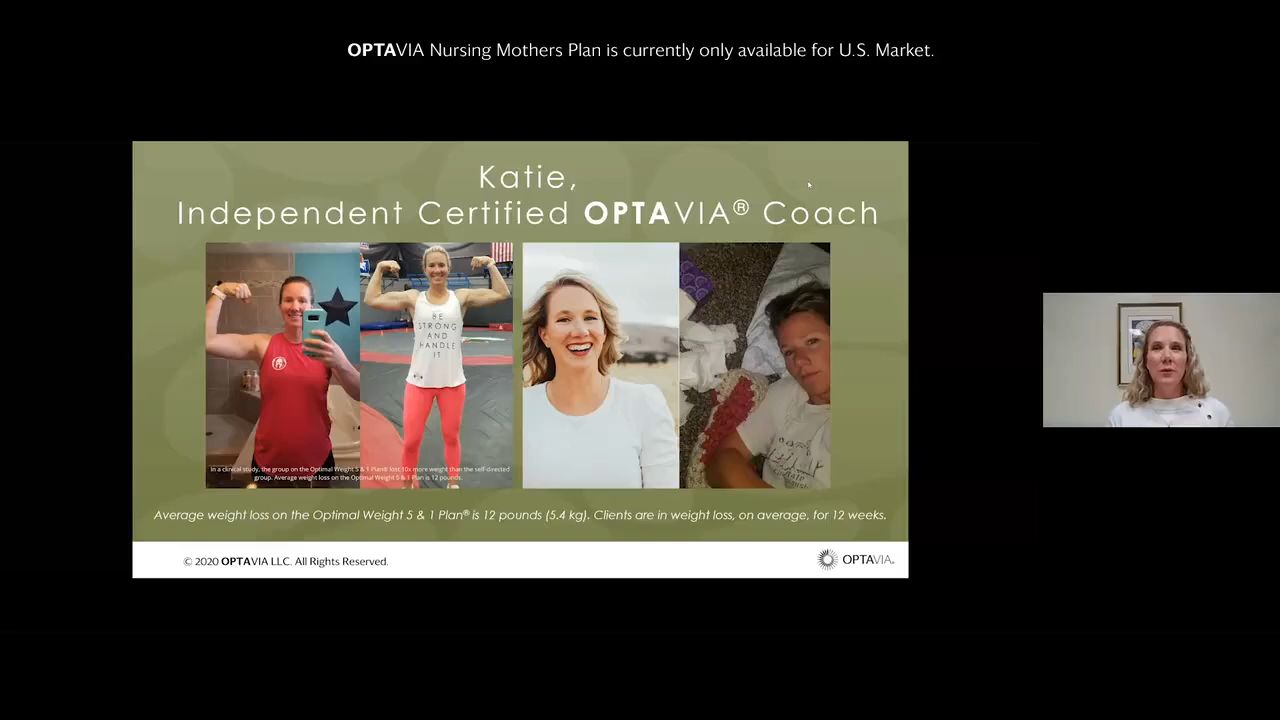 OPTAVIA Nursing Mothers Plan is currently only available for U.S. Market.
Katie,
Independent Certified OPTAVIA® Coach
BE
STRONG
AND
HANDLE
IT
In a clinical study, the group on the Optimal Weight 5 & 1 Plan® lost 10x more weight than the self-directed
group. Average weight loss on the Optimal Weight 5 & 1 Plan is 12 pounds.
Average weight loss on the Optimal Weight 5 & 1 Plan® is 12 pounds (5.4 kg). Clients are in weight loss, on average, for 12 weeks.
© 2020 OPTAVIA LLC. All Rights Reserved.
OPTAVIA.